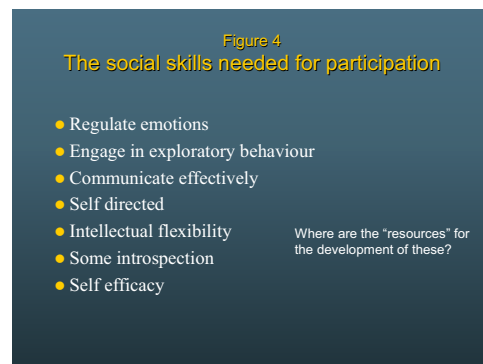 Figure 4
The social skills needed for participation
Regulate emotions
Engage in exploratory behaviour
Communicate effectively
Self directed
Intellectual flexibility
Some introspection
Self efficacy
Where are the “resources” for
the development of these?